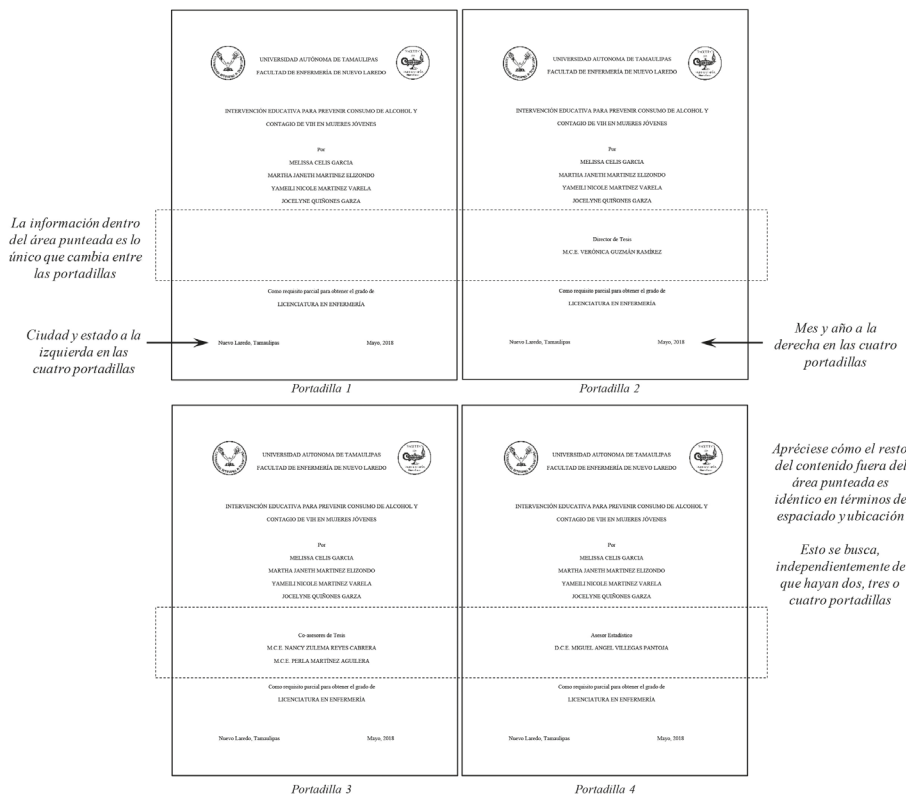 UNIVERSIDAD AUTÓNOMA DE TAMAULIPAS
FACULTAD DE ENFERMERÍA DE NUEVO LAREDO
INTERVENCIÓN EDUCATIVA PARA PREVENIR CONSUMO DE ALCOHOL Y
CONTAGIO DE VIH EN MUJERES JÓVENES
Por
MELISSA CELIS GARCIA
MARTHA JANETH MARTINEZ ELIZONDO
YAMEILI NICOLE MARTINEZ VARELA
JOCELYNE QUIÑONES GARZA
Como requisito parcial para obtener el grado de
LICENCIATURA EN ENFERMERÍA
Nuevo Laredo, Tamaulipas
Mayo, 2018
Portadilla 1
UNIVERSIDAD AUTONOMA DE TAMAULIPAS
FACULTAD DE ENFERMERÍA DE NUEVO LAREDO
INTERVENCIÓN EDUCATIVA PARA PREVENIR CONSUMO DE ALCOHOL Y
CONTAGIO DE VIH EN MUJERES JÓVENES
Por
MELISSA CELIS GARCIA
MARTHA JANETH MARTINEZ ELIZONDO
YAMEILI NICOLE MARTINEZ VARELA
JOCELYNE QUIÑONES GARZA
Director de Tesis
M.C.E. VERÓNICA GUZMÁN RAMÍREZ
Como requisito parcial para obtener el grado de
LICENCIATURA EN ENFERMERÍA
Nuevo Laredo, Tamaulipas
Mayo, 2018
Portadilla 2
La información dentro
del área punteada es lo
único que cambia entre
las portadillas
Ciudad y estado a la
izquierda en las
cuatro portadillas
Mes y año a la
derecha en las cuatro
portadillas
UNIVERSIDAD AUTONOMA DE TAMAULIPAS
FACULTAD DE ENFERMERÍA DE NUEVO LAREDO
INTERVENCIÓN EDUCATIVA PARA PREVENIR CONSUMO DE ALCOHOL Y
CONTAGIO DE VIH EN MUJERES JÓVENES
Por
MELISSA CELIS GARCIA
MARTHA JANETH MARTINEZ ELIZONDO
YAMEILI NICOLE MARTINEZ VARELA
JOCELYNE QUIÑONES GARZA
Co-asesores de Tesis
M.C.E. NANCY ZULEMA REYES CABRERA
M.C.E. PERLA MARTÍNEZ AGUILERA
Como requisito parcial para obtener el grado de
LICENCIATURA EN ENFERMERÍA
Nuevo Laredo, Tamaulipas
Mayo, 2018
Portadilla 3
UNIVERSIDAD AUTONOMA DE TAMAULIPAS
FACULTAD DE ENFERMERÍA DE NUEVO LAREDO
INTERVENCIÓN EDUCATIVA PARA PREVENIR CONSUMO DE ALCOHOL Y
CONTAGIO DE VIH EN MUJERES JÓVENES
Por
MELISSA CELIS GARCIA
MARTHA JANETH MARTINEZ ELIZONDO
YAMEILI NICOLE MARTINEZ VARELA
JOCELYNE QUIÑONES GARZA
Asesor Estadístico
D.C.E. MIGUEL ANGEL VILLEGAS PANTOJA
Como requisito parcial para obtener el grado de
LICENCIATURA EN ENFERMERÍA
Nuevo Laredo, Tamaulipas
Mayo, 2018
Portadilla 4
Apréciese cómo el resto
del contenido fuera del
área punteada es
idéntico en términos de
espaciado y ubicación
Esto se busca,
independientemente de
que hayan dos, tres o
cuatro portadillas